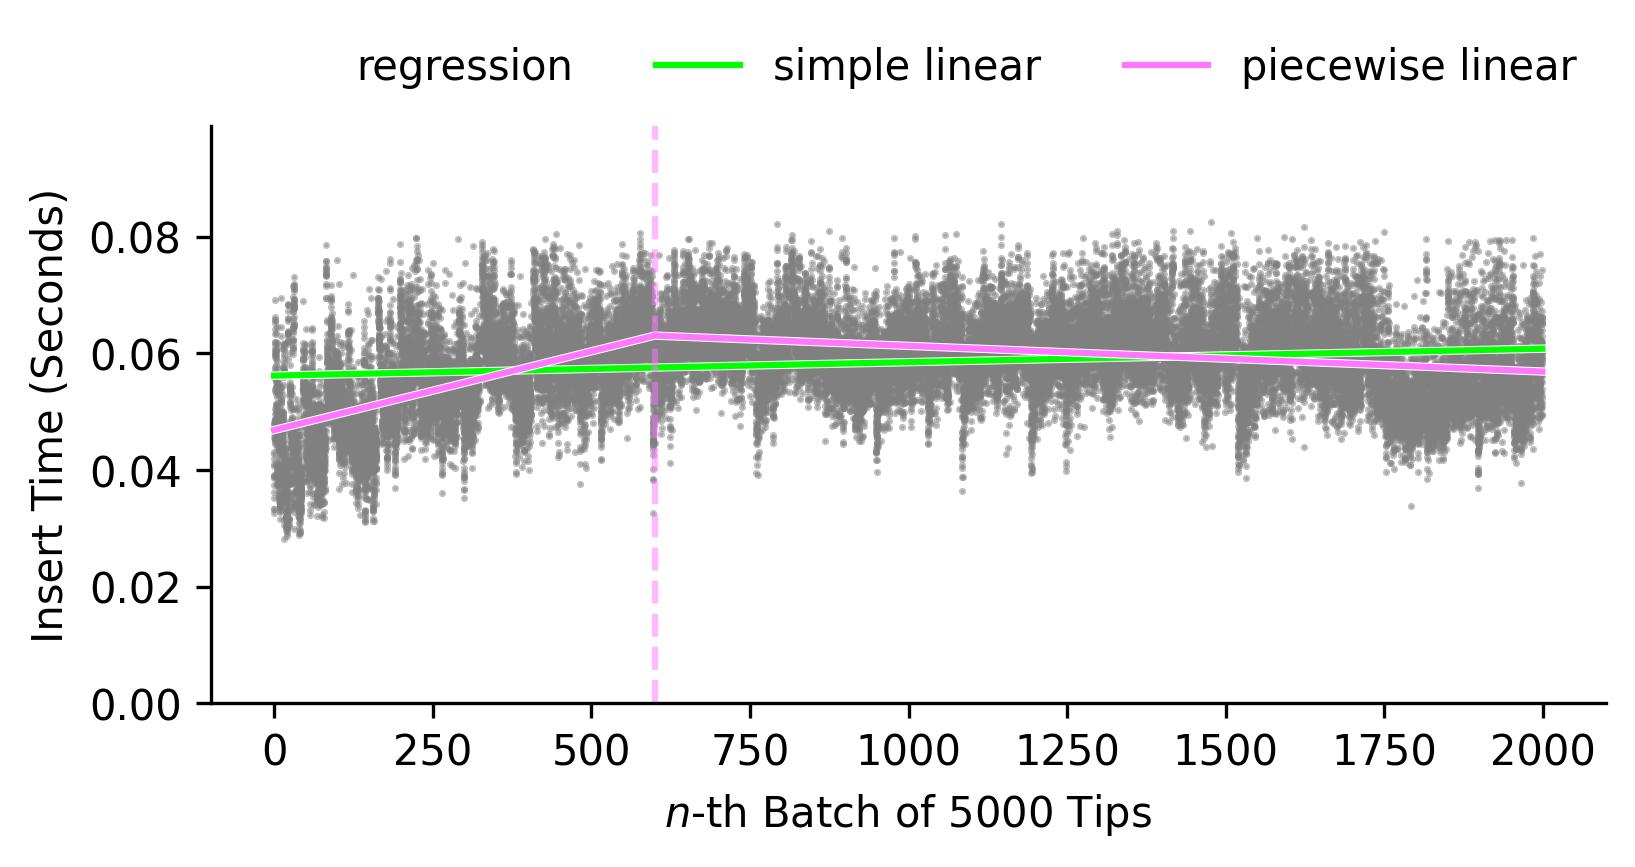 regression simple linear piecewise linear
Insert Time (Seconds)
0.08
0.06
0.04
0.02
0.00
0 250 500 750 1000 1250 1500 1750 2000
n-th Batch of 5000 Tips